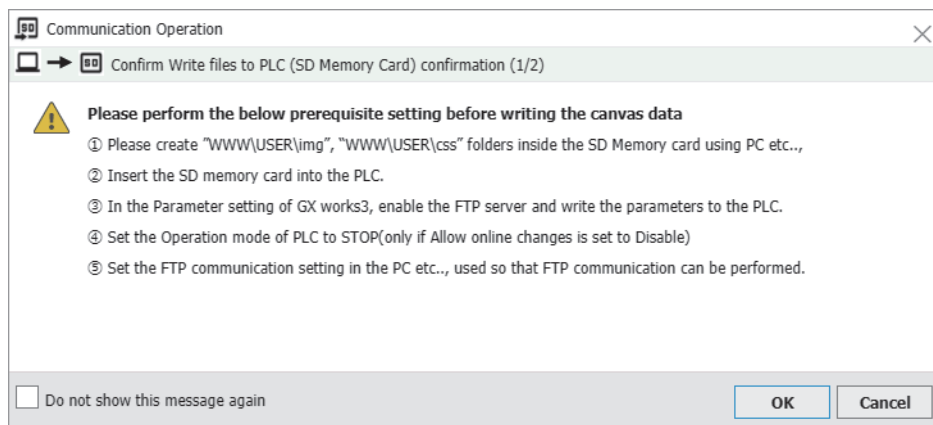 SD Communication Operation
SD Confirm Write files to PLC (SD Memory Card) confirmation (1/2)
Please perform the below prerequisite setting before writing the canvas data
① Please create "WWW\USER\img", "WWW\USER\css" folders inside the SD Memory card using PC etc..,
② Insert the SD memory card into the PLC.
③ In the Parameter setting of GX works3, enable the FTP server and write the parameters to the PLC.
④ Set the Operation mode of PLC to STOP(only if Allow online changes is set to Disable)
⑤ Set the FTP communication setting in the PC etc.., used so that FTP communication can be performed.
Do not show this message again
OK Cancel